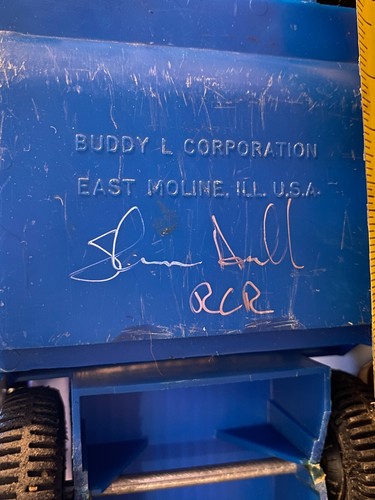 BUDDY L CORPORATION
EAST MOLINE, ILL. U.S.A.
RCR